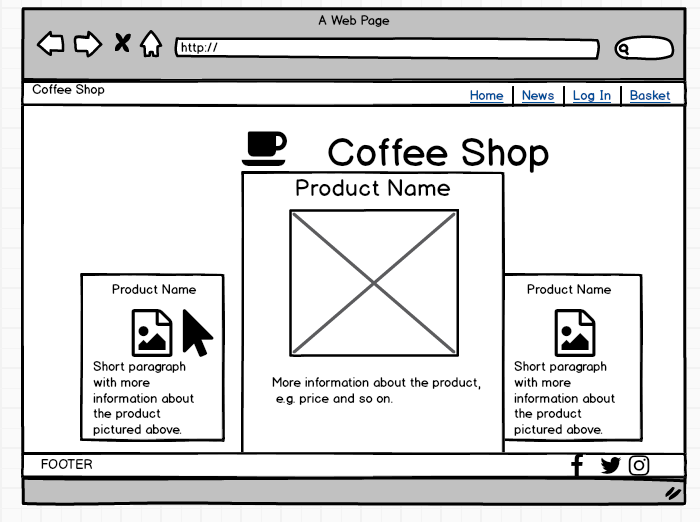 A Web Page
http://
Coffee Shop
Home
News
Log In
Basket
Coffee Shop
Product Name
More information about the product,
e.g. price and so on.
Product Name
Short paragraph
with more
information about
the product
pictured above.
Product Name
Short paragraph
with more
information about
the product
pictured above.
FOOTER